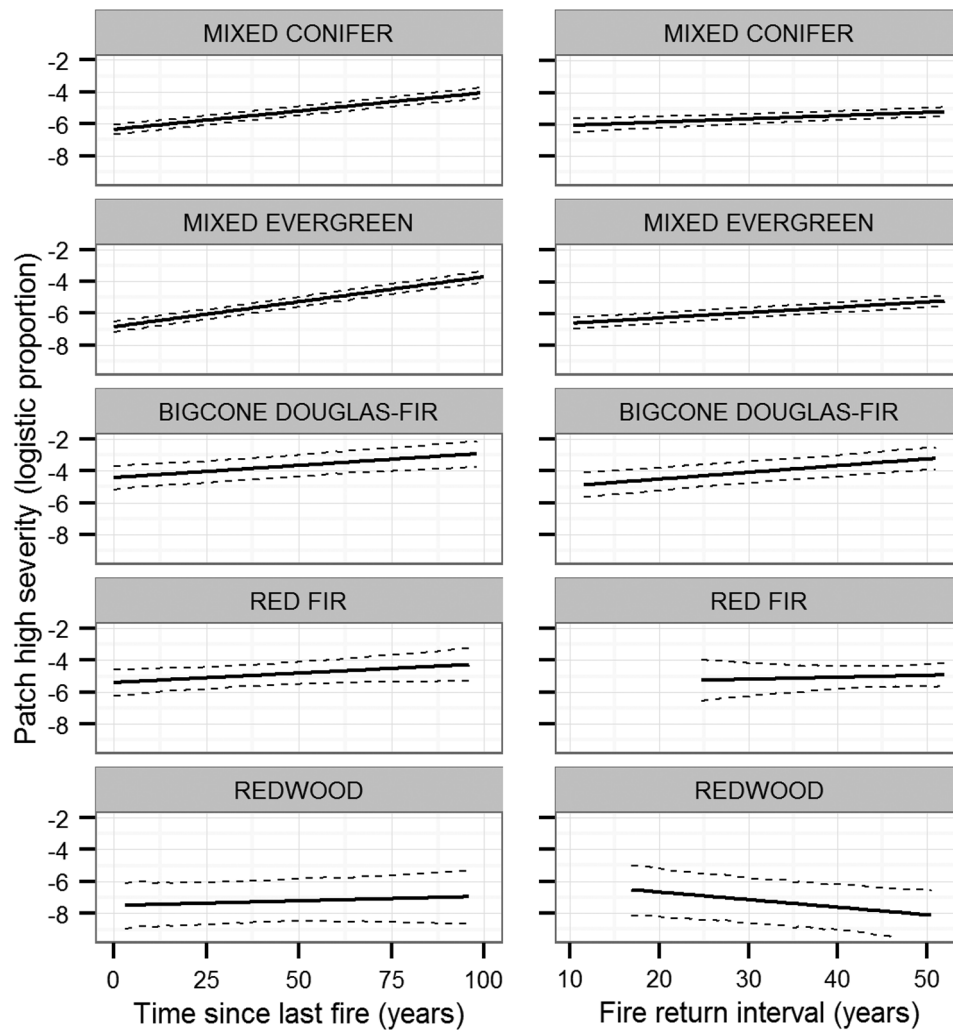 MIXED CONIFER MIXED CONIFER
-2
-4
-6
-8
MIXED EVERGREEN MIXED EVERGREEN
-2
-4
-6
-8
BIGCONE DOUGLAS-FIR BIGCONE DOUGLAS-FIR
-2
-4
-6
-8
RED FIR RED FIR
-2
-4
-6
-8
REDWOOD REDWOOD
-2
-4
-6
-8
Patch high severity (logistic proportion)
0 25 50 75 100 10 20 30 40 50
Time since last fire (years) Fire return interval (years)